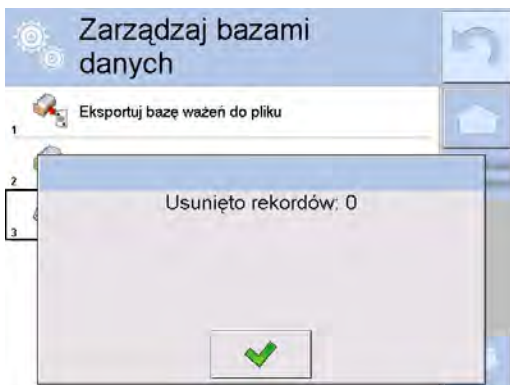 Zarządzaj bazami
danych
1 Eksportuj bazę ważeń do pliku
2
Usunięto rekordów: 0
3